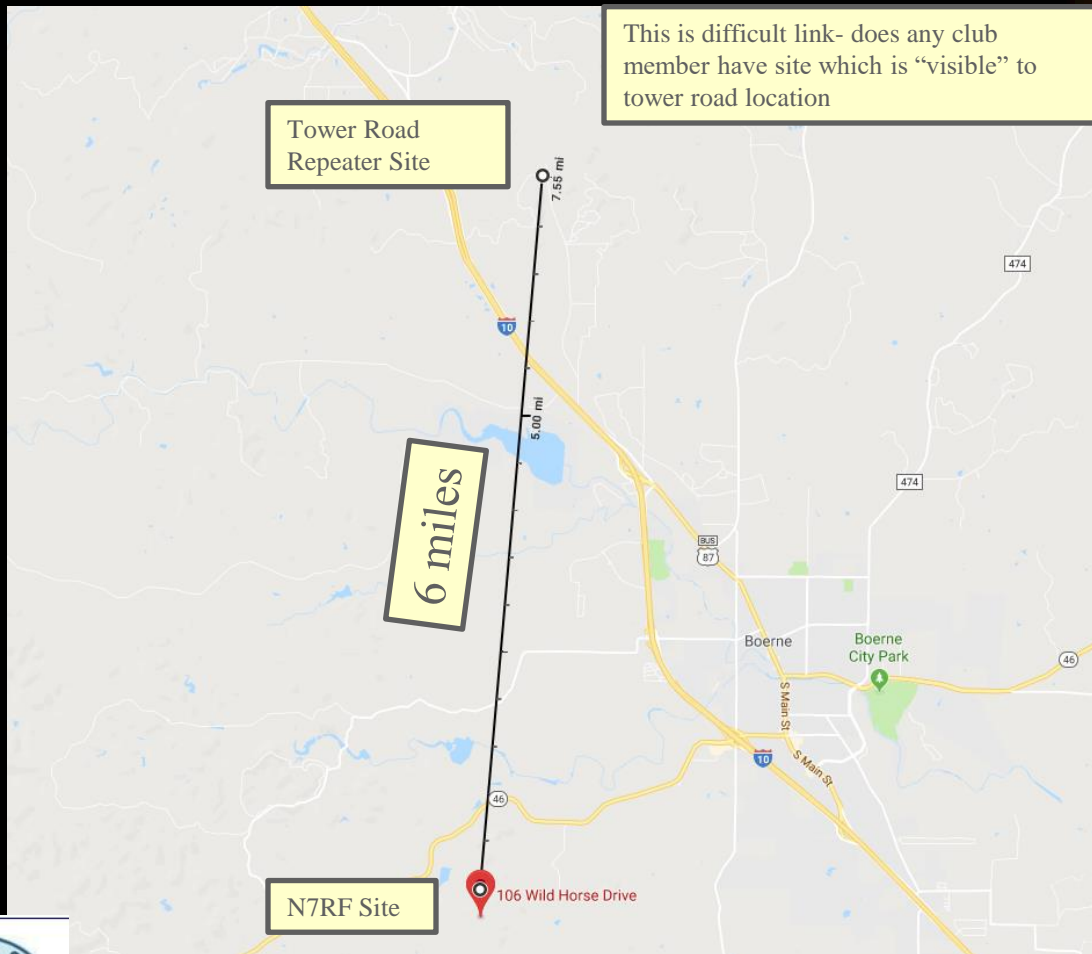 This is difficult link- does any club
member have site which is “visible” to
tower road location
Tower Road
Repeater Site
7.55 mi
474
10
5.00 mi
6 miles
474
BUS
87
Boerne
Boerne
City Park
46
S Main St
S Main St
10
46
106 Wild Horse Drive
N7RF Site